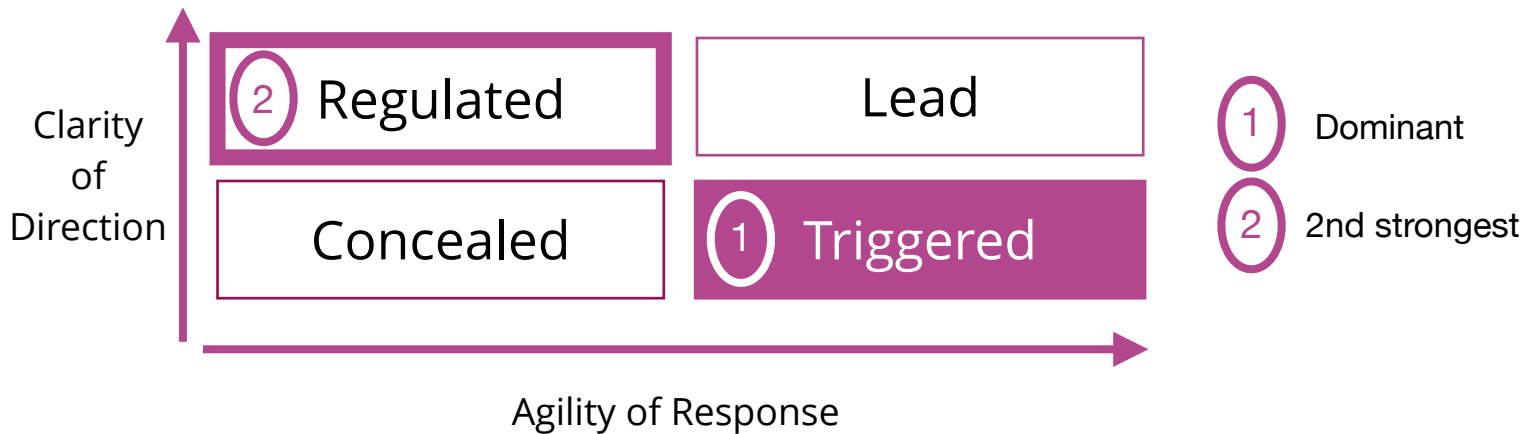 Clarity
of
Direction
2 Regulated
Lead
Concealed
1 Triggered
Agility of Response
1 Dominant
2 2nd strongest